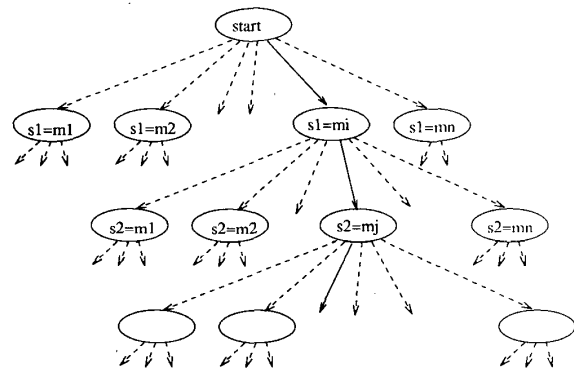 start
s1=m1
s1=m2
s1=mi
s1=mn
s2=m1
s2=m2
s2=mj
s2=mn